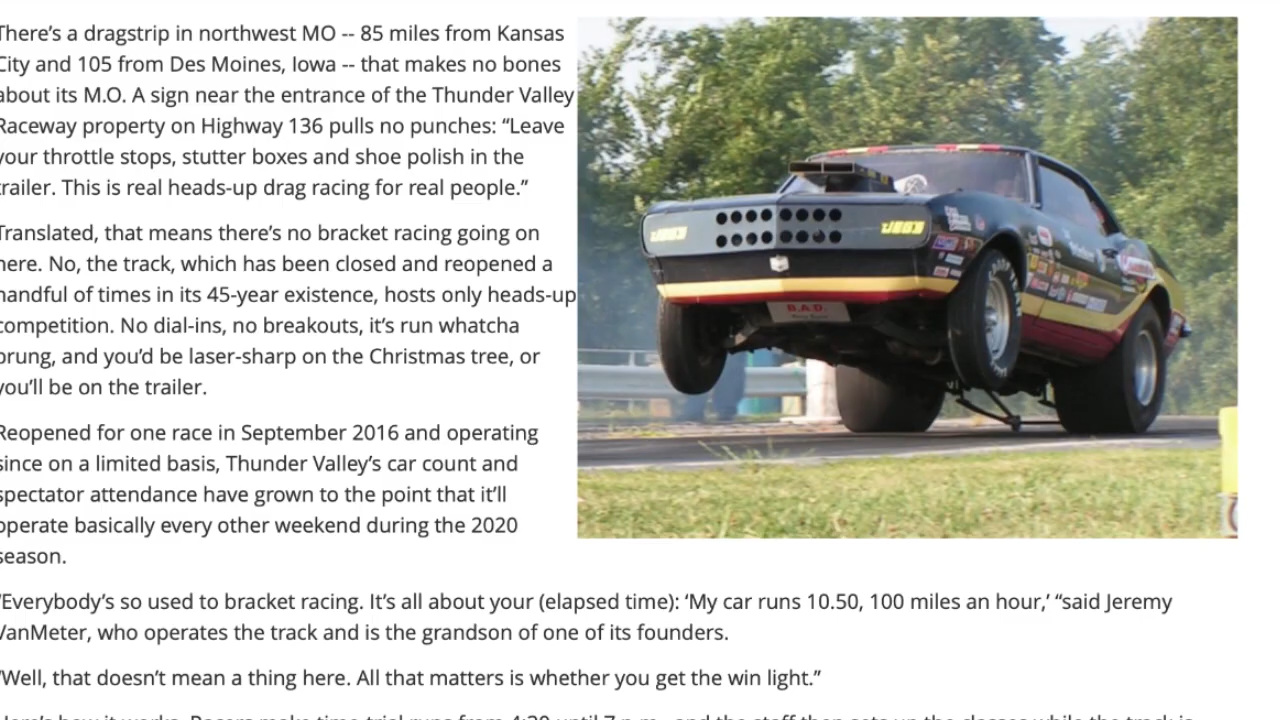 There's a dragstrip in northwest MO -- 85 miles from Kansas
City and 105 from Des Moines, Iowa -- that makes no bones
about its M.O. A sign near the entrance of the Thunder Valley
Raceway property on Highway 136 pulls no punches: “Leave
your throttle stops, stutter boxes and shoe polish in the
trailer. This is real heads-up drag racing for real people.”
Translated, that means there's no bracket racing going on
here. No, the track, which has been closed and reopened a
handful of times in its 45-year existence, hosts only heads-up
competition. No dial-ins, no breakouts, it's run whatcha
brung, and you'd be laser-sharp on the Christmas tree, or
you'll be on the trailer.
Reopened for one race in September 2016 and operating
since on a limited basis, Thunder Valley's car count and
spectator attendance have grown to the point that it'll
operate basically every other weekend during the 2020
season.
JEGS JEGS
B.A.D.
“Everybody's so used to bracket racing. It's all about your (elapsed time): ‘My car runs 10.50, 100 miles an hour,’ “said Jeremy
VanMeter, who operates the track and is the grandson of one of its founders.
“Well, that doesn't mean a thing here. All that matters is whether you get the win light.”